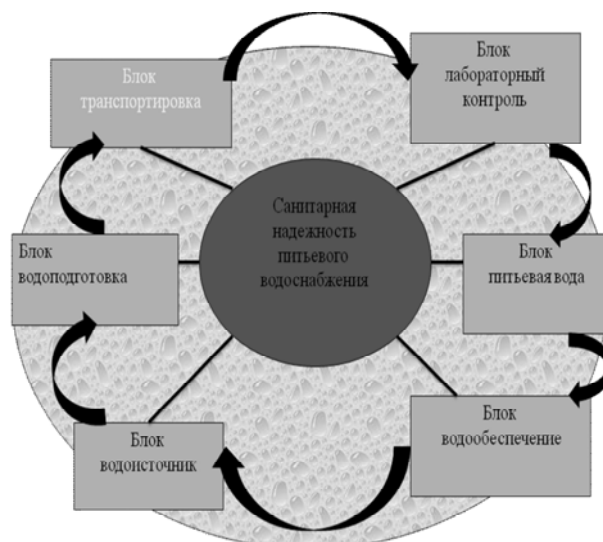 Блок
транспортировка
Блок
лабораторный
контроль
Санитарная
надежность
питьевого
водоснабжения
Блок
водоподготовка
Блок
питьевая вода
Блок
водоисточник
Блок
водообеспечение